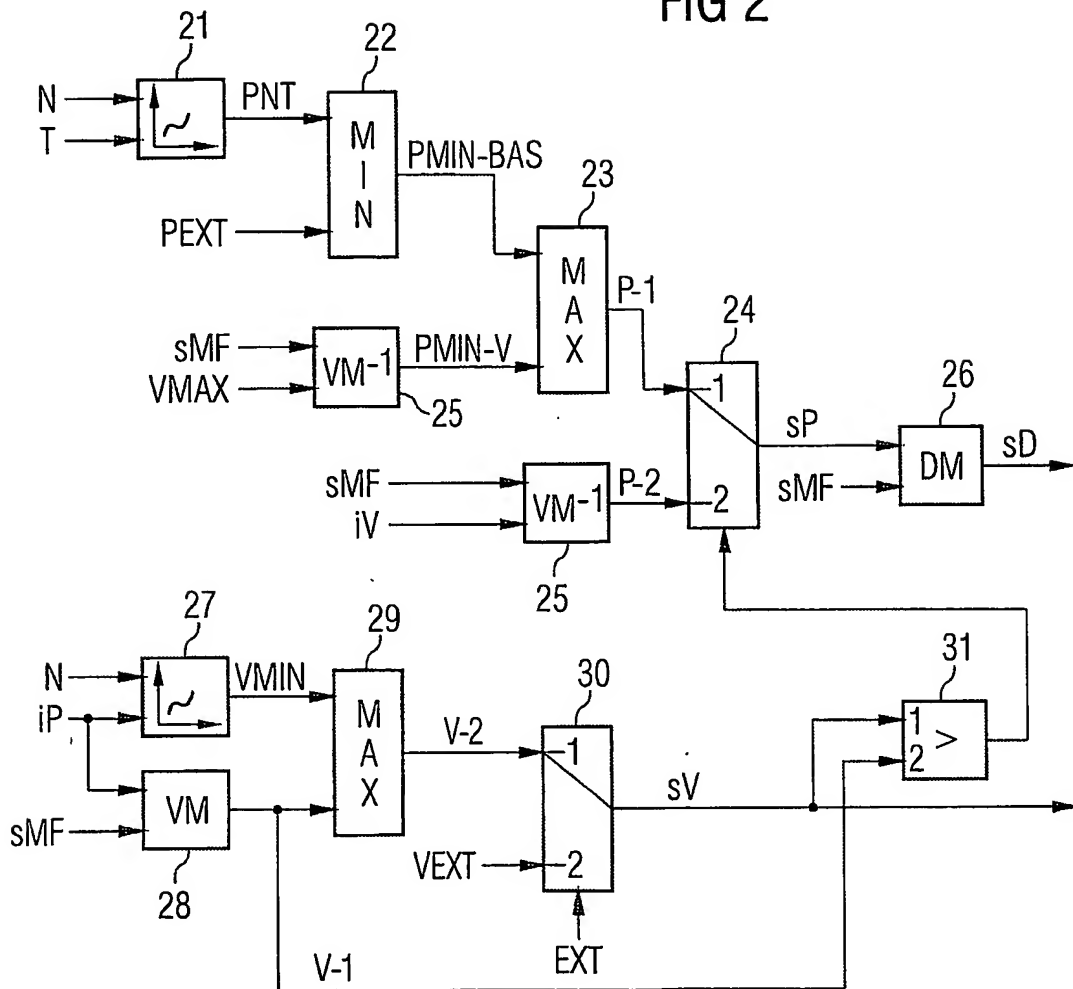 FIG 2
21
22
N
T
PNT
M
I
N
PMIN-BAS
PEXT
23
M
A
X
P-1
sMF
VMAX
VM-1
PMIN-V
25
24
1
2
sP
26
DM
sD
sMF
sMF
iV
VM-1
P-2
25
27
N
iP
VMIN
29
M
A
X
V-2
VM
sMF
28
30
1
2
sV
VEXT
EXT
31
1
2
>
V-1